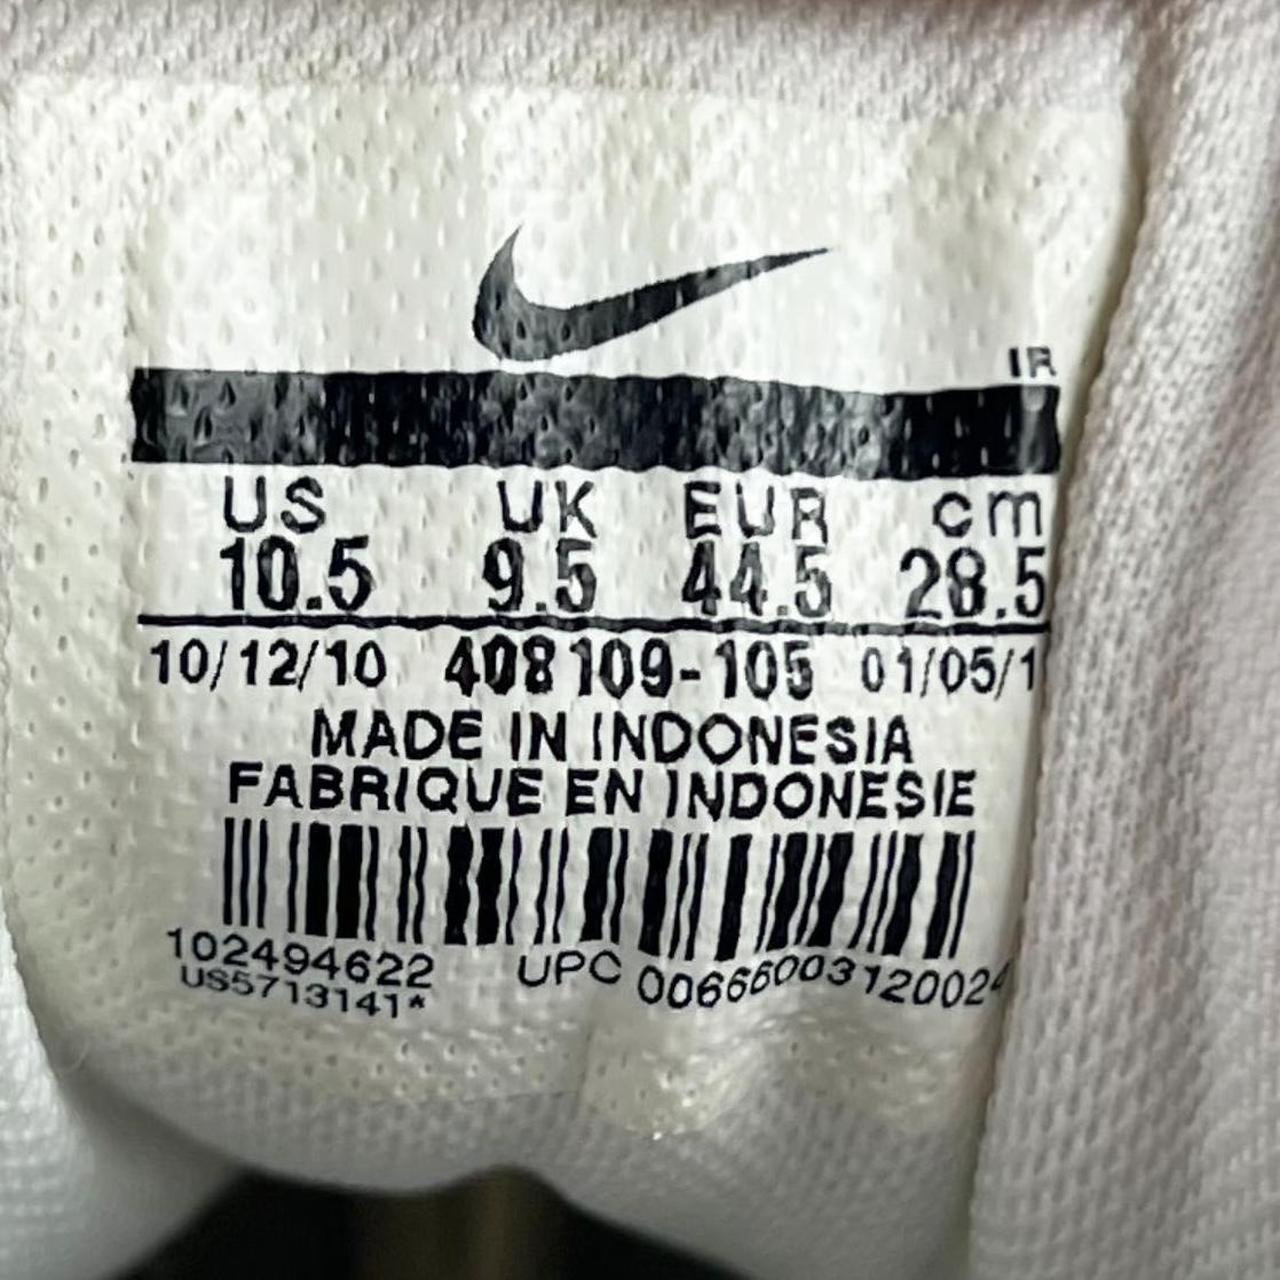 IR
US UK EUR cm
10.5 9.5 44.5 28.5
10/12/10 408109-105 01/05/1
MADE IN INDONESIA
FABRIQUE EN INDONESIE
102494622 UPC 00666003120024
US5713141*